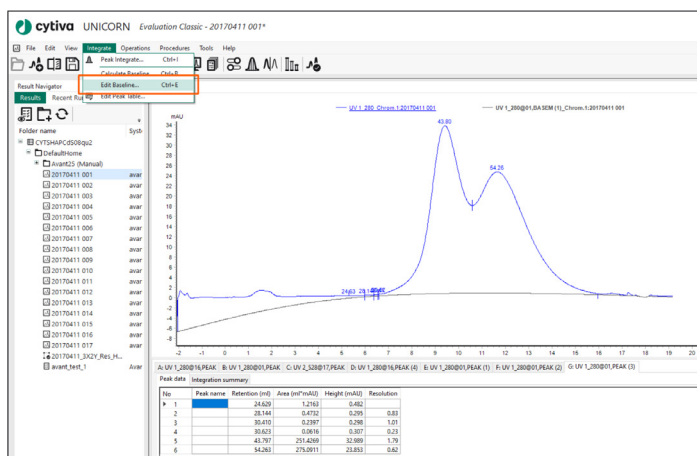 cytiva UNICORN Evaluation Classic - 20170411 001*
File Edit View Integrate Operations Procedures Tools Help
Peak Integrate... Ctrl+I
Calculate Baseline Ctrl+B
Edit Baseline... Ctrl+E
Edit Peak Table...
Result Navigator
Results Recent Ru
Folder name Syst
CYTSHAPCdS08qu2
DefaultHome
Avant25 (Manual)
20170411 001 avar
20170411 002 avar
20170411 003 avar
20170411 004 avar
20170411 005 avar
20170411 006 avar
20170411 007 avar
20170411 008 avar
20170411 009 avar
20170411 010 avar
20170411 011 avar
20170411 012 avar
20170411 013 avar
20170411 014 avar
20170411 015 avar
20170411 016 avar
20170411 017 avar
20170411_3X2Y_Res_H...
avant_test_1 Avar
UV 1_280_Chrom.1:20170411 001 UV 1_280@01,BASEM (1)_Chrom.1:20170411 001
mAU
34
32
30
28
26
24
22
20
18
16
14
12
10
8
6
4
2
0
-2
-4
-6
-8
43.80
54.26
24.63
-2 -1 0 1 2 3 4 5 6 7 8 9 10 11 12 13 14 15 16 17 18 19 20
A: UV 1_280@16,PEAK B: UV 1_280@01,PEAK C: UV 2_528@17,PEAK D: UV 1_280@16,PEAK (4) E: UV 1_280@01,PEAK (1) F: UV 1_280@01,PEAK (2) G: UV 1_280@01,PEAK (3)
Peak data Integration summary
No Peak name Retention (ml) Area (ml*mAU) Height (mAU) Resolution
1 24.629 1.2163 0.482
2 28.144 0.4732 0.295 0.83
3 30.410 0.2397 0.298 1.01
4 30.623 0.0616 0.307 0.23
5 43.797 251.4269 32.989 1.79
6 54.263 275.0911 23.853 0.62